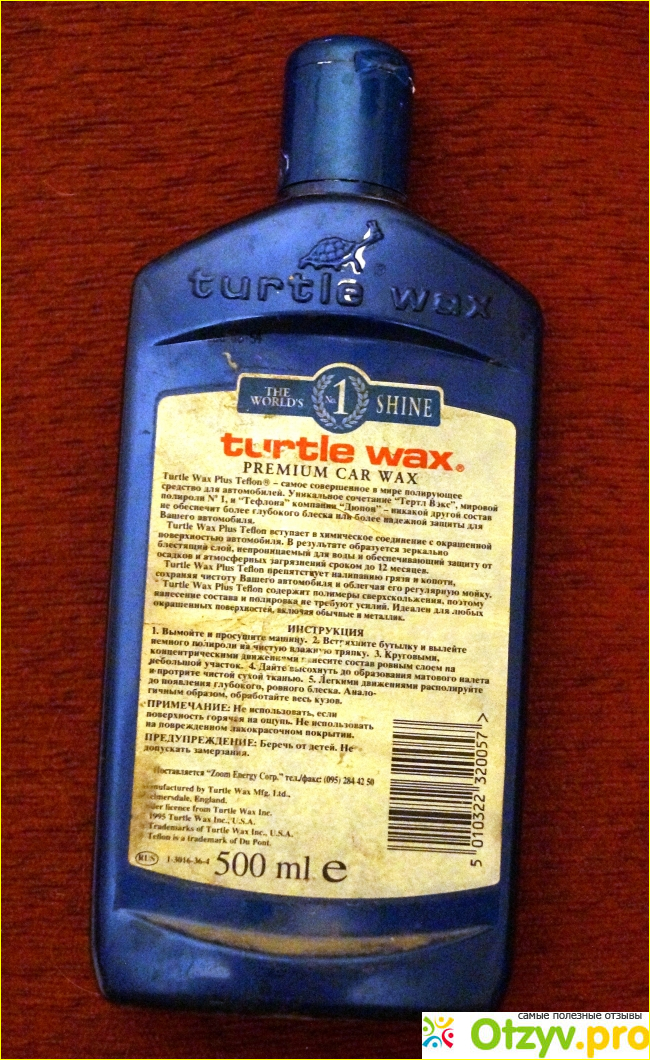 turtle wax
THE WORLD'S No. 1 SHINE
turtle wax®
PREMIUM CAR WAX
Turtle Wax Plus Teflon® – самое совершенное в мире полирующее
средство для автомобилей. Уникальное сочетание "Тертл Вэкс", мировой
полироли N° 1, и "Тефлона" компании "Дюпон" – никакой другой состав
не обеспечит более глубокого блеска или более надежной защиты для
Вашего автомобиля.
Turtle Wax Plus Teflon вступает в химическое соединение с окрашенной
поверхностью автомобиля. В результате образуется зеркально
блестящий слой, непроницаемый для воды и обеспечивающий защиту от
осадков и атмосферных загрязнений сроком до 12 месяцев.
Turtle Wax Plus Teflon препятствует налипанию грязи и копоти,
сохраняя чистоту Вашего автомобиля и облегчая его регулярную мойку.
Turtle Wax Plus Teflon содержит полимеры сверхскольжения, поэтому
нанесение состава и полировка не требуют усилий. Идеален для любых
окрашенных поверхностей, включая обычные и металлик.
ИНСТРУКЦИЯ
1. Вымойте и просушите машину. 2. Встряхните бутылку и вылейте
немного полироли на чистую влажную тряпку. 3. Круговыми,
концентрическими движениями нанесите состав ровным слоем на
небольшой участок. 4. Дайте высохнуть до образования матового налета
и протрите чистой сухой тканью. 5. Легкими движениями располируйте
до появления глубокого, ровного блеска. Анало-
гичным образом, обработайте весь кузов.
ПРИМЕЧАНИЕ: Не использовать, если
поверхность горячая на ощупь. Не использовать
на поврежденном лакокрасочном покрытии.
ПРЕДУПРЕЖДЕНИЕ: Беречь от детей. Не
допускать замерзания.
Поставляется "Zoom Energy Corp." тел./факс: (095) 284 42 50
nufactured by Turtle Wax Mfg. Ltd.,
elmersdale, England.
der licence from Turtle Wax Inc.
1995 Turtle Wax Inc., U.S.A.
Trademarks of Turtle Wax Inc., U.S.A.
Teflon is a trademark of Du Pont.
RUS 1-3016-36-4 500 ml e
5 010322 320057 >
самые полезные отзывы
Otzyv.pro